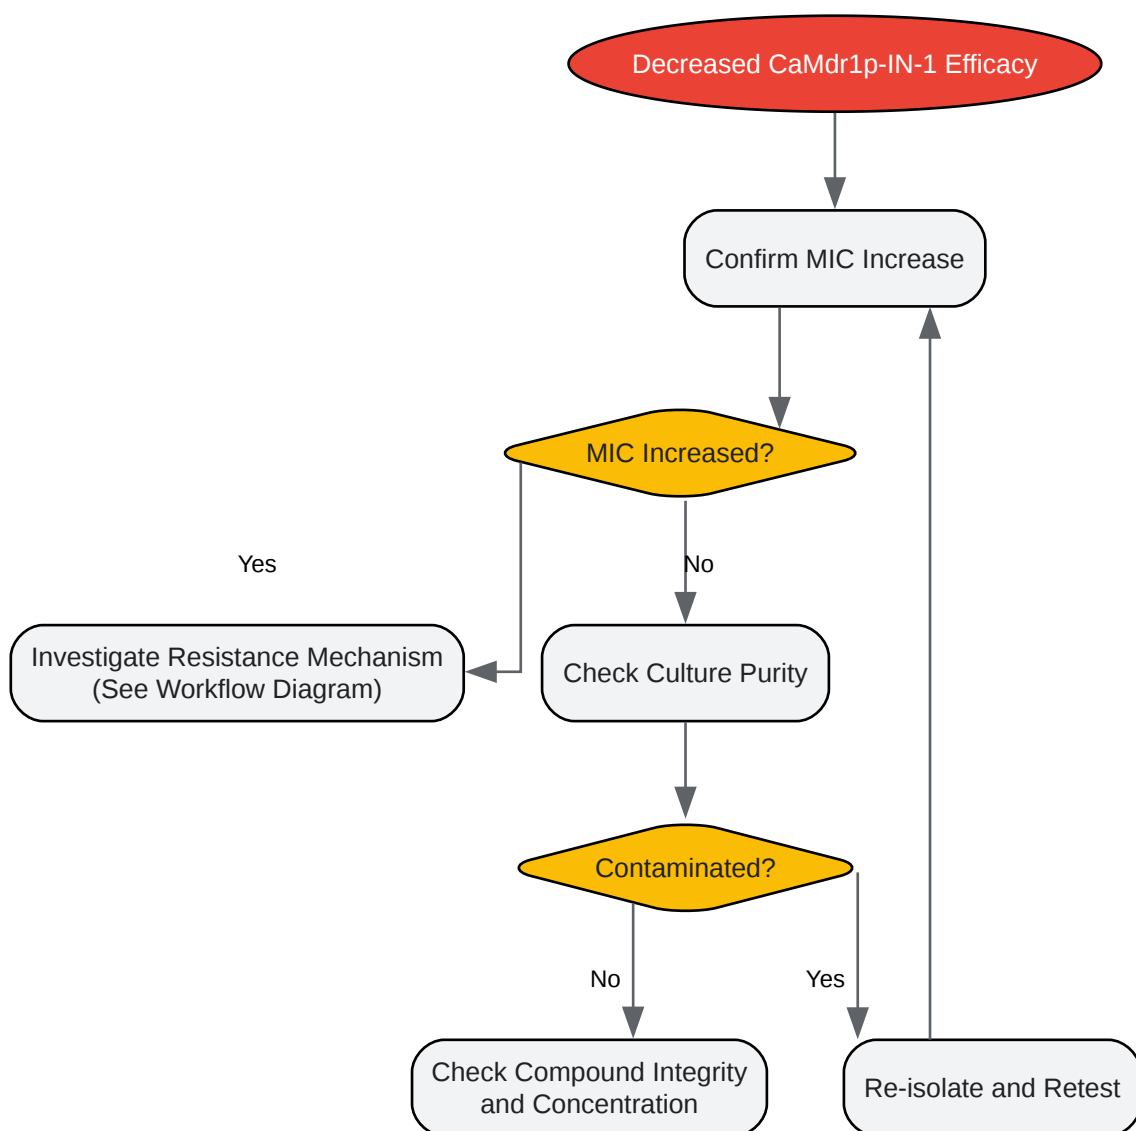 Decreased CaMdr1p-IN-1 Efficacy
Confirm MIC Increase
MIC Increased?
Yes
No
Investigate Resistance Mechanism
(See Workflow Diagram)
Check Culture Purity
Contaminated?
No
Yes
Check Compound Integrity
and Concentration
Re-isolate and Retest